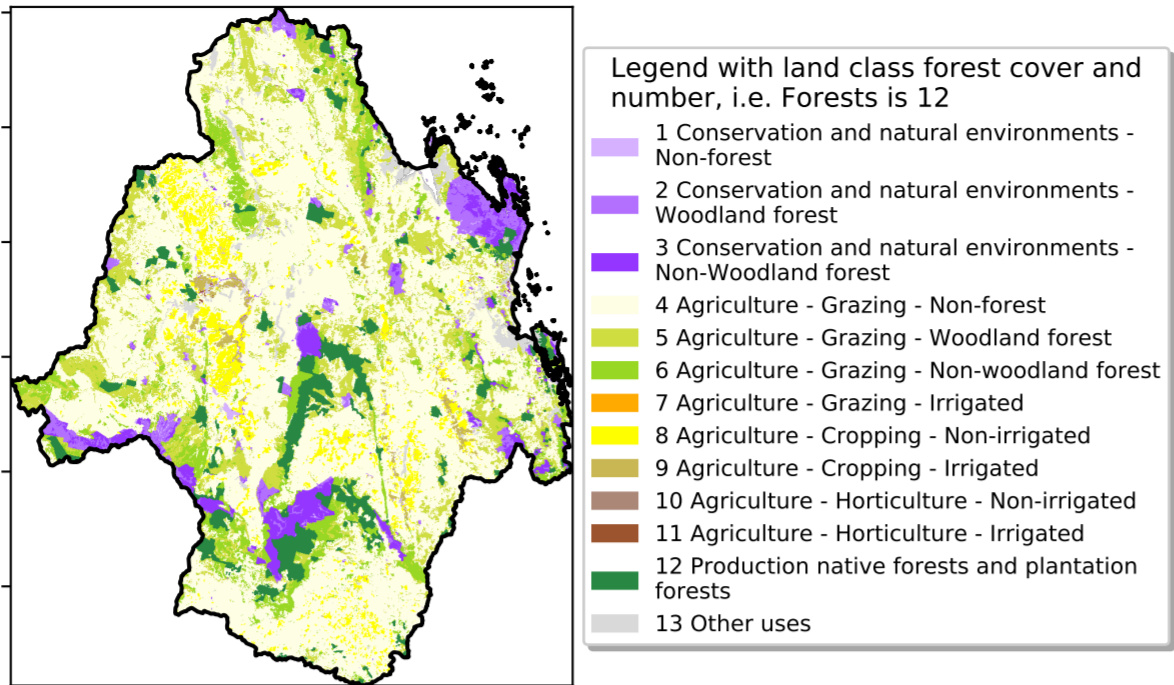 Legend with land class forest cover and
number, i.e. Forests is 12
1 Conservation and natural environments -
Non-forest
2 Conservation and natural environments -
Woodland forest
3 Conservation and natural environments -
Non-Woodland forest
4 Agriculture - Grazing - Non-forest
5 Agriculture - Grazing - Woodland forest
6 Agriculture - Grazing - Non-woodland forest
7 Agriculture - Grazing - Irrigated
8 Agriculture - Cropping - Non-irrigated
9 Agriculture - Cropping - Irrigated
10 Agriculture - Horticulture - Non-irrigated
11 Agriculture - Horticulture - Irrigated
12 Production native forests and plantation
forests
13 Other uses